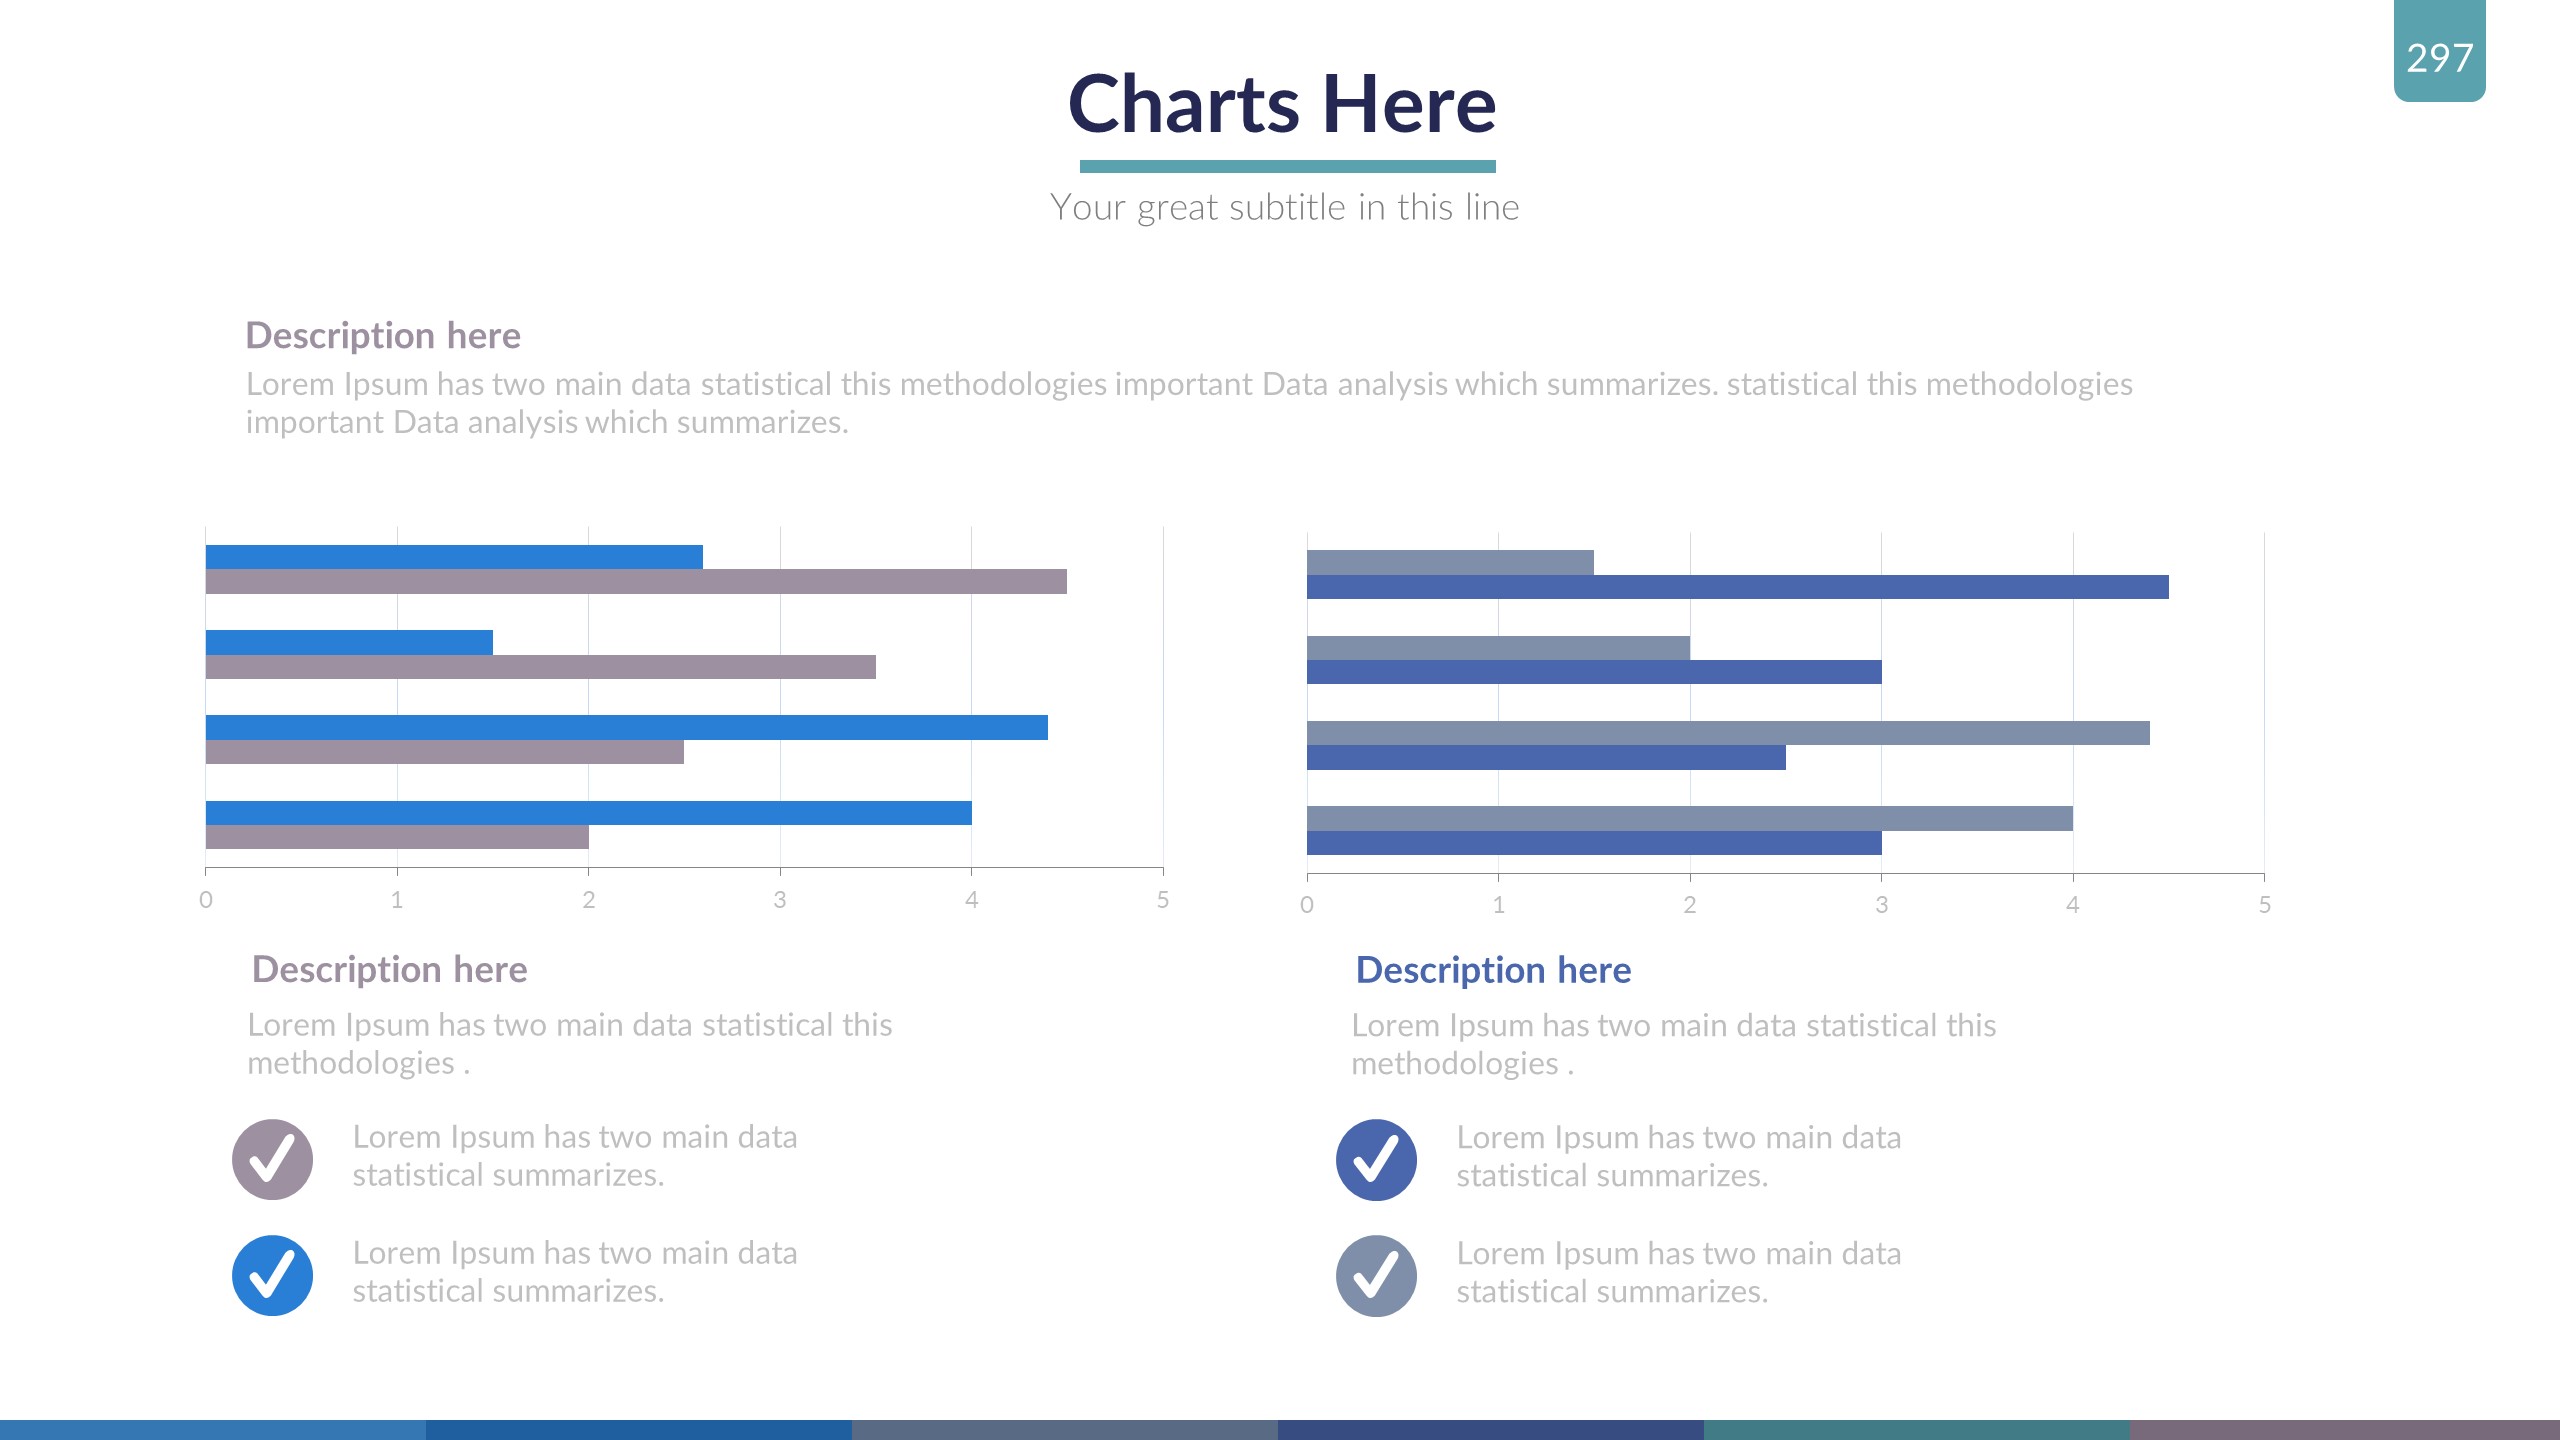 297
Charts Here
Your great subtitle in this line
Description here
Lorem Ipsum has two main data statistical this methodologies important Data analysis which summarizes. statistical this methodologies
important Data analysis which summarizes.
0 1 2 3 4 5
0 1 2 3 4 5
Description here
Lorem Ipsum has two main data statistical this
methodologies .
Lorem Ipsum has two main data
statistical summarizes.
Lorem Ipsum has two main data
statistical summarizes.
Description here
Lorem Ipsum has two main data statistical this
methodologies .
Lorem Ipsum has two main data
statistical summarizes.
Lorem Ipsum has two main data
statistical summarizes.